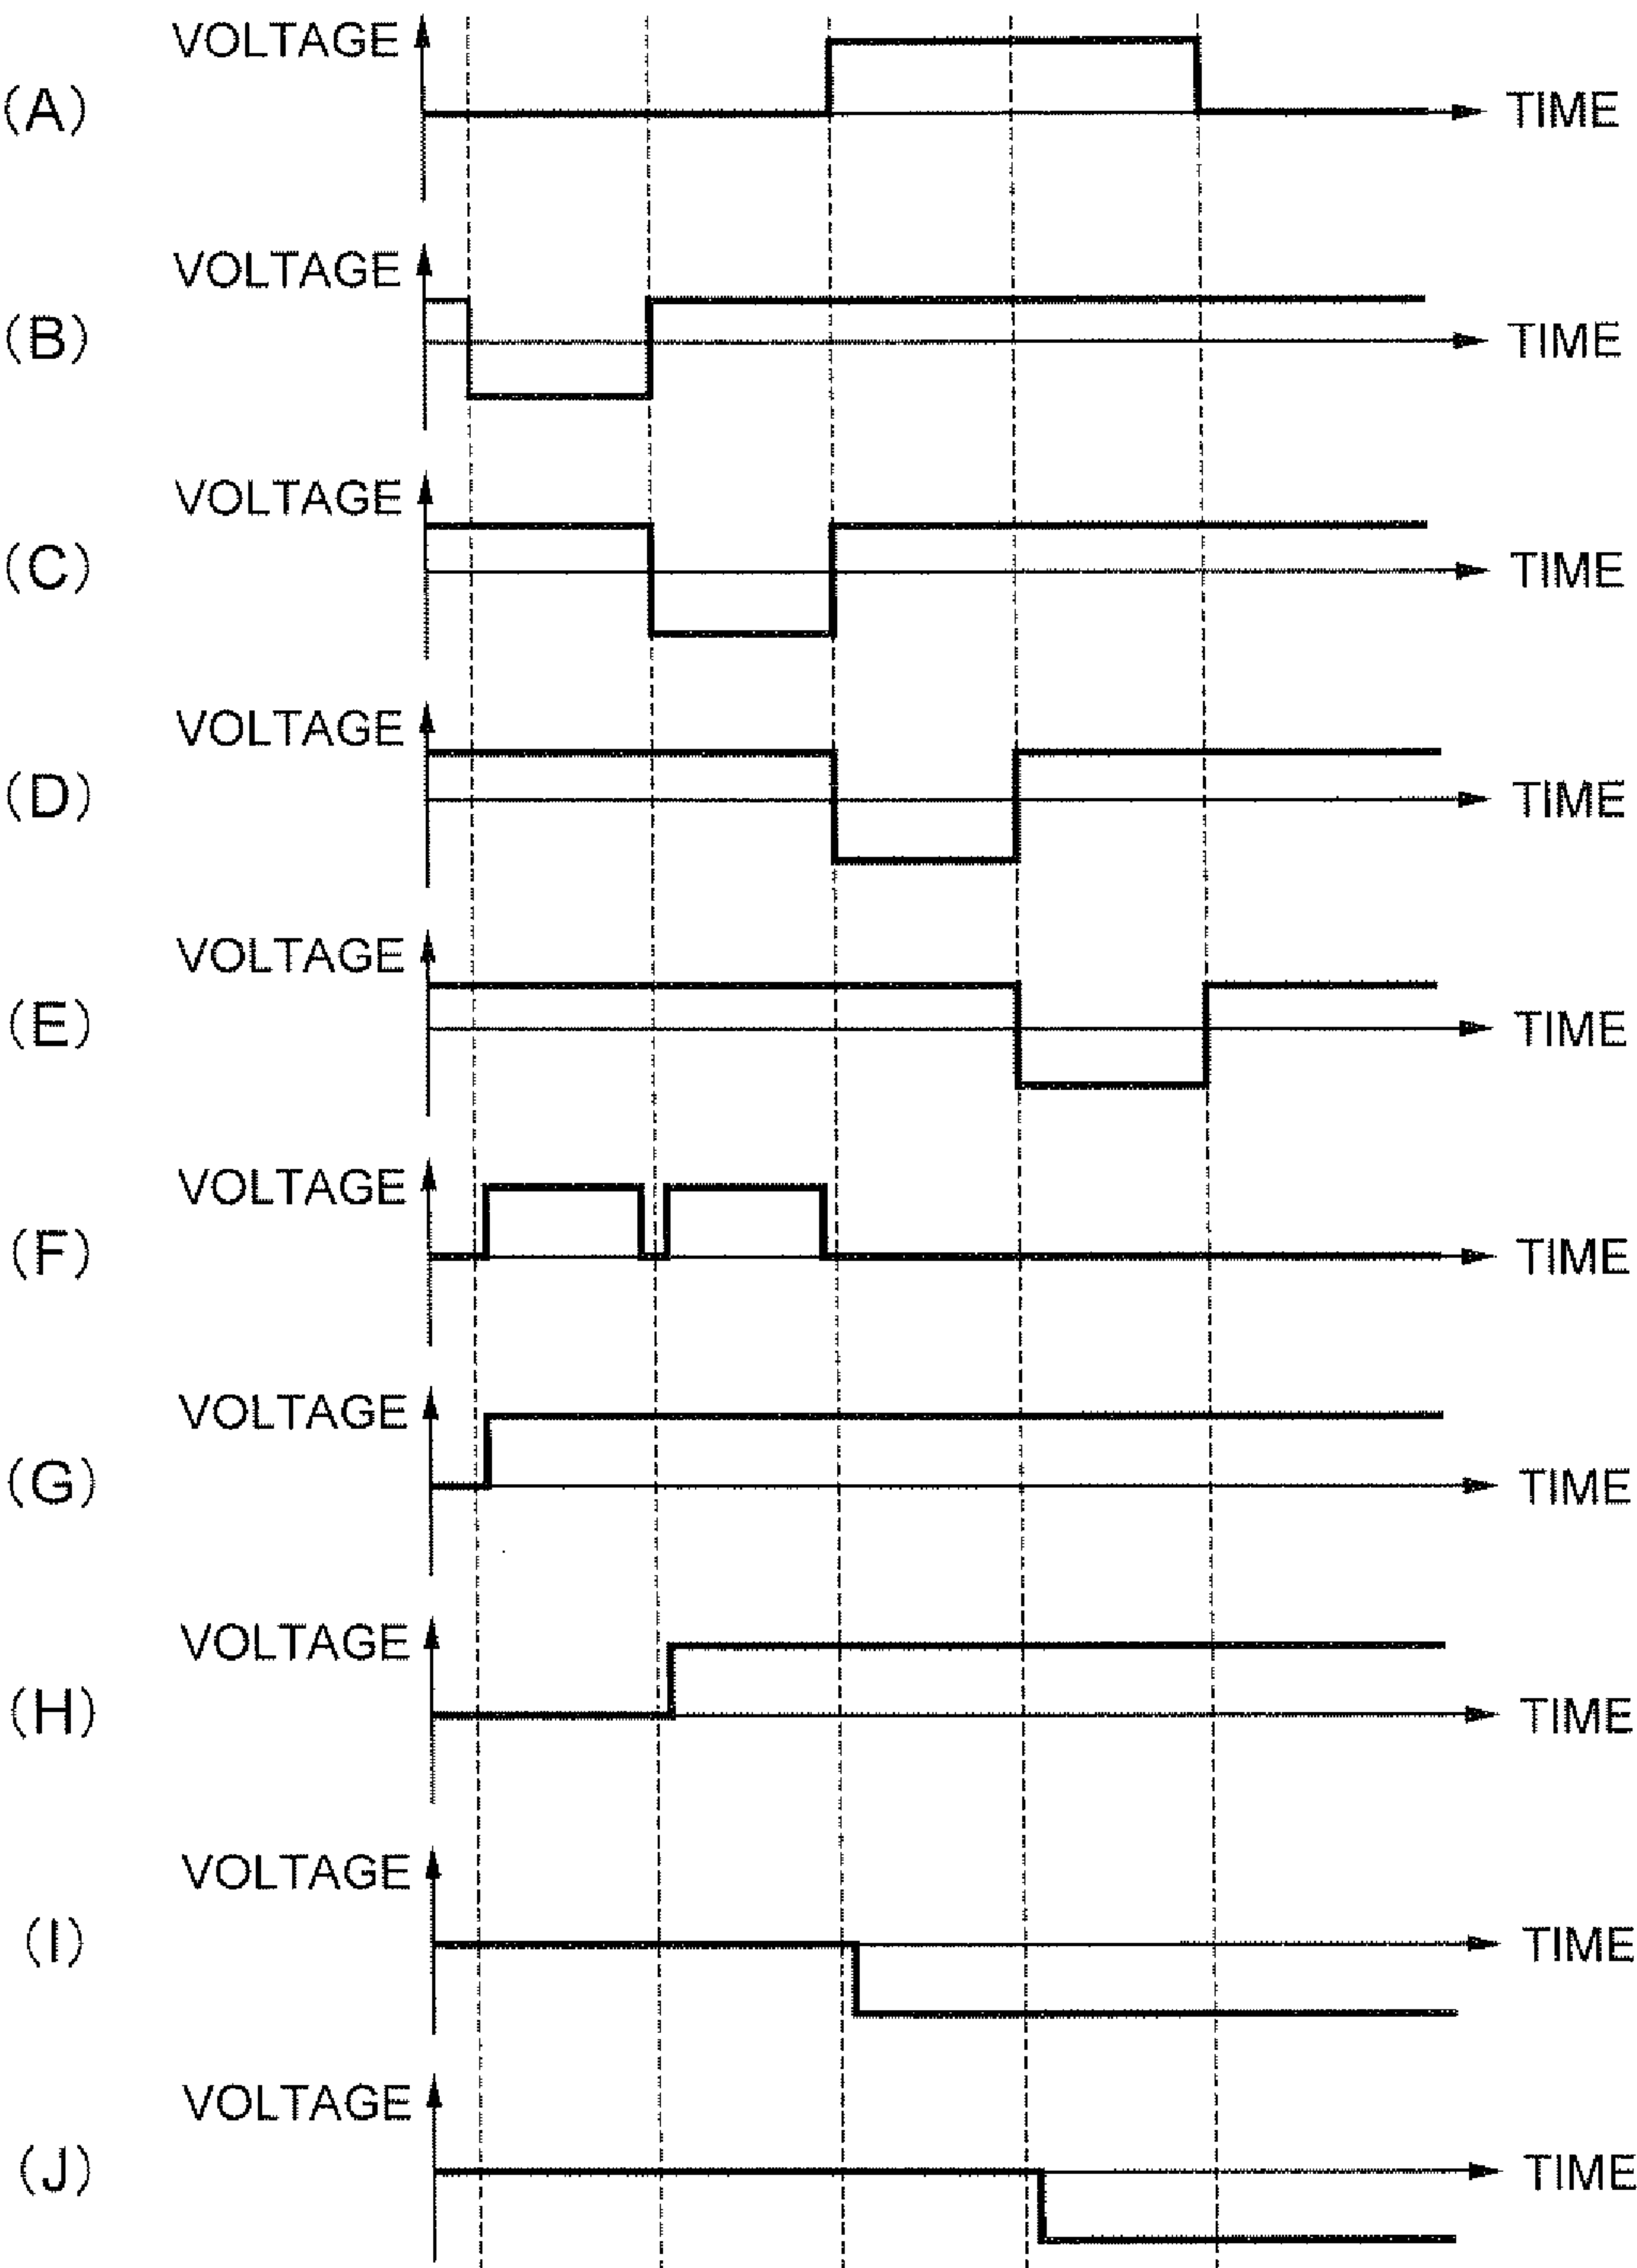 VOLTAGE
(A) TIME
VOLTAGE
(B) TIME
VOLTAGE
(C) TIME
VOLTAGE
(D) TIME
VOLTAGE
(E) TIME
VOLTAGE
(F) TIME
VOLTAGE
(G) TIME
VOLTAGE
(H) TIME
VOLTAGE
(I) TIME
VOLTAGE
(J) TIME